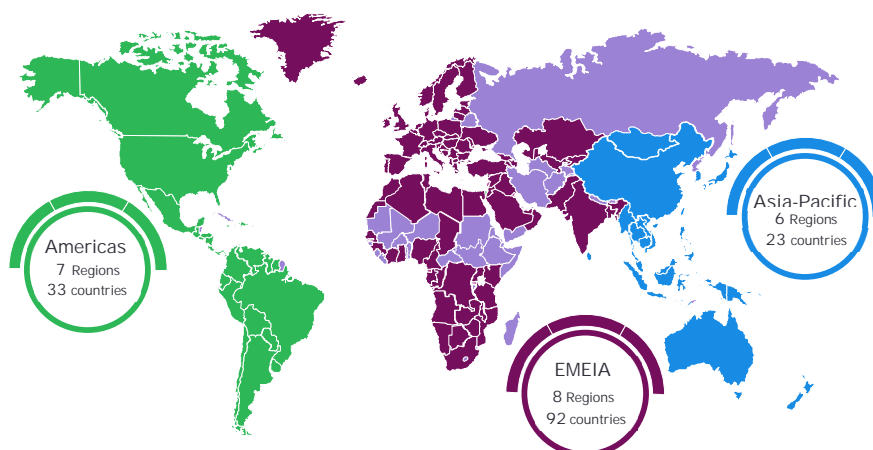 Americas
7 Regions
33 countries
Asia-Pacific
6 Regions
23 countries
EMEIA
8 Regions
92 countries